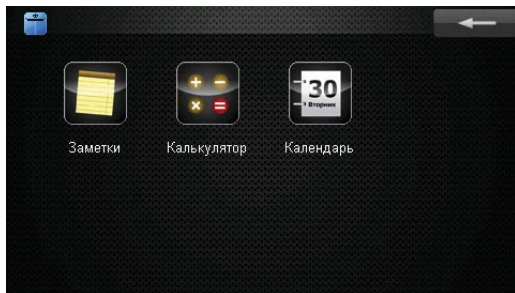 30
Вторник
Заметки
Калькулятор
Календарь